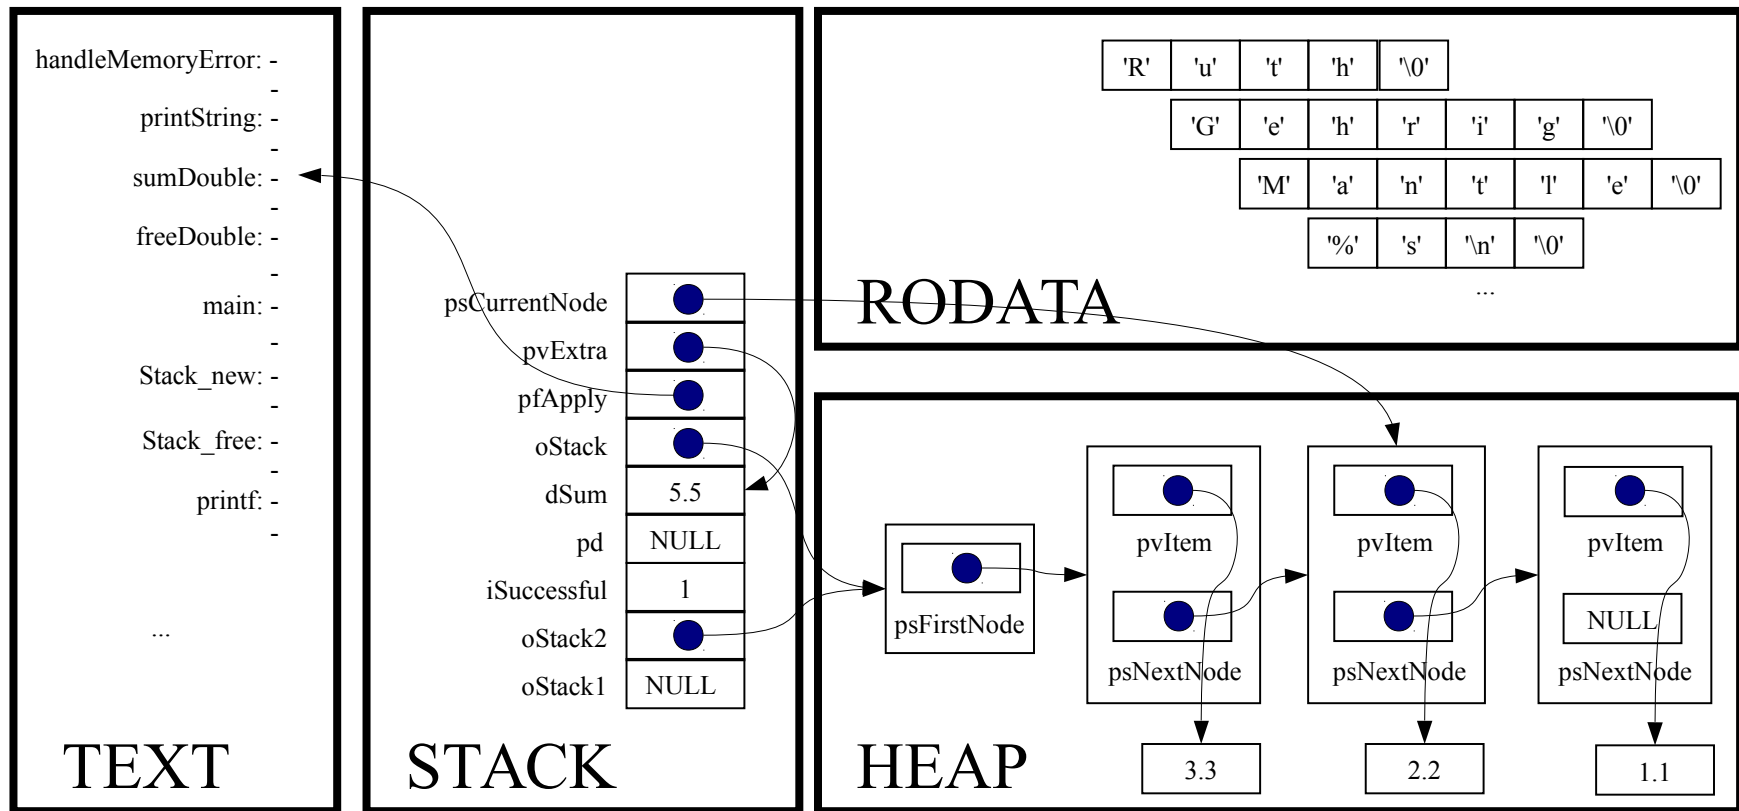 handleMemoryError: -
-
printString: -
-
sumDouble: -
-
freeDouble: -
-
main: -
-
Stack_new: -
-
Stack_free: -
-
printf: -
-
...
TEXT
psCurrentNode
pvExtra
pfApply
oStack
dSum 5.5
pd NULL
iSuccessful 1
oStack2
oStack1 NULL
STACK
'R' 'u' 't' 'h' '\0'
'G' 'e' 'h' 'r' 'i' 'g' '\0'
'M' 'a' 'n' 't' 'l' 'e' '\0'
'%' 's' '\n' '\0'
...
RODATA
psFirstNode
pvItem
psNextNode
3.3
pvItem
psNextNode
2.2
pvItem
NULL
psNextNode
1.1
HEAP